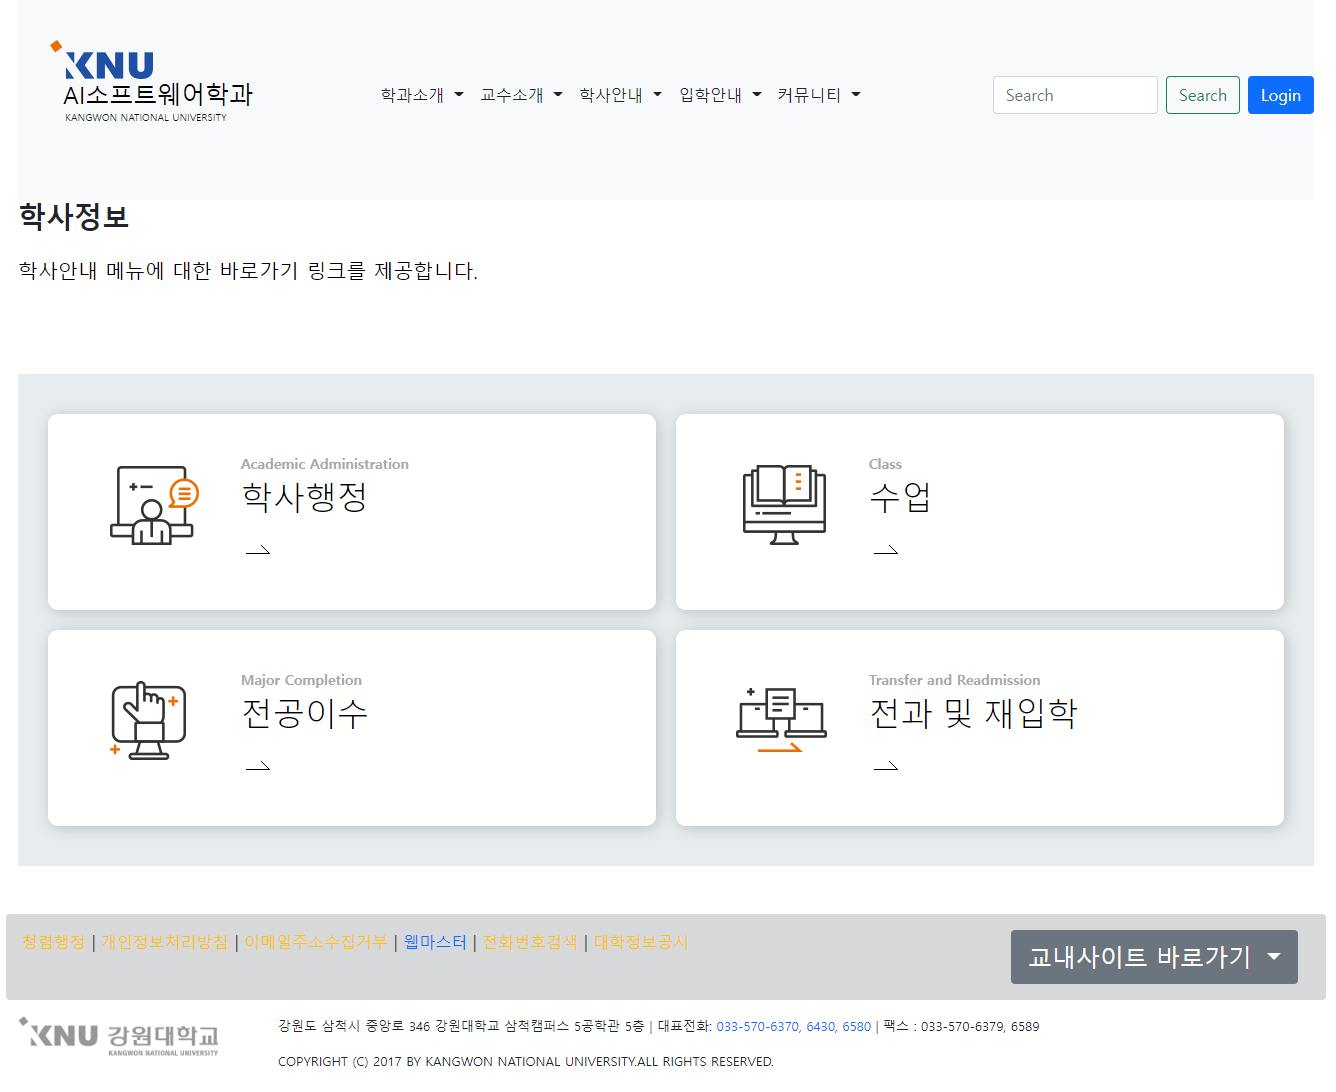 KNU
AI소프트웨어학과
KANGWON NATIONAL UNIVERSITY
학과소개 교수소개 학사안내 입학안내 커뮤니티 Search Search Login
학사정보
학사안내 메뉴에 대한 바로가기 링크를 제공합니다.
Academic Administration
학사행정
Class
수업
Major Completion
전공이수
Transfer and Readmission
전과 및 재입학
청렴행정 | 개인정보처리방침 | 이메일주소수집거부 | 웹마스터 | 전화번호검색 | 대학정보공시
교내사이트 바로가기
KNU 강원대학교
KANGWON NATIONAL UNIVERSITY
강원도 삼척시 중앙로 346 강원대학교 삼척캠퍼스 5공학관 5층 | 대표전화: 033-570-6370, 6430, 6580 | 팩스 : 033-570-6379, 6589
COPYRIGHT (C) 2017 BY KANGWON NATIONAL UNIVERSITY.ALL RIGHTS RESERVED.